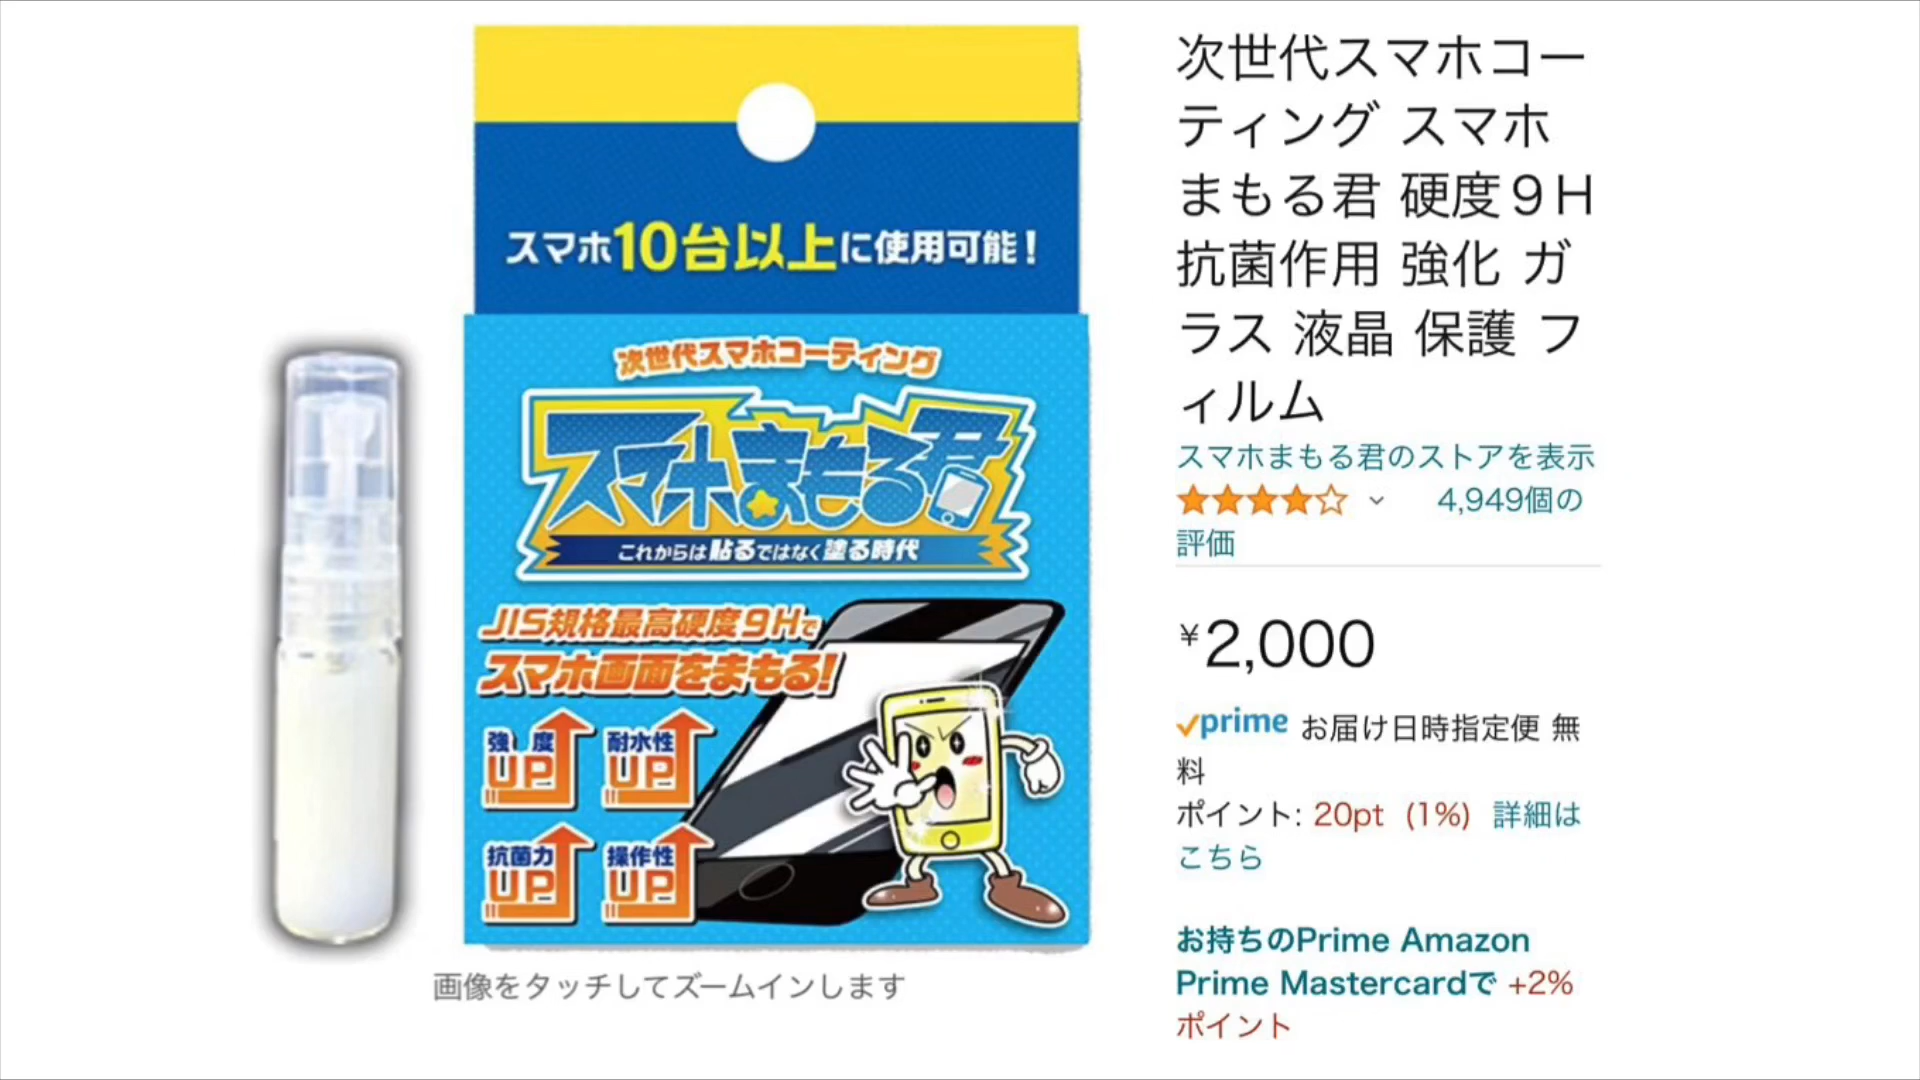 スマホ10台以上に使用可能!
次世代スマホコーティング
スマホまもる君
これからは貼るではなく塗る時代
JIS規格最高硬度9Hで
スマホ画面をまもる!
強度UP
耐水性UP
抗菌力UP
操作性UP
画像をタッチしてズームインします
次世代スマホコー
ティング スマホ
まもる君 硬度９H
抗菌作用 強化 ガ
ラス 液晶 保護 フ
ィルム
スマホまもる君のストアを表示
4,949個の
評価
¥2,000
prime お届け日時指定便 無
料
ポイント: 20pt (1%) 詳細は
こちら
お持ちのPrime Amazon
Prime Mastercardで +2%
ポイント